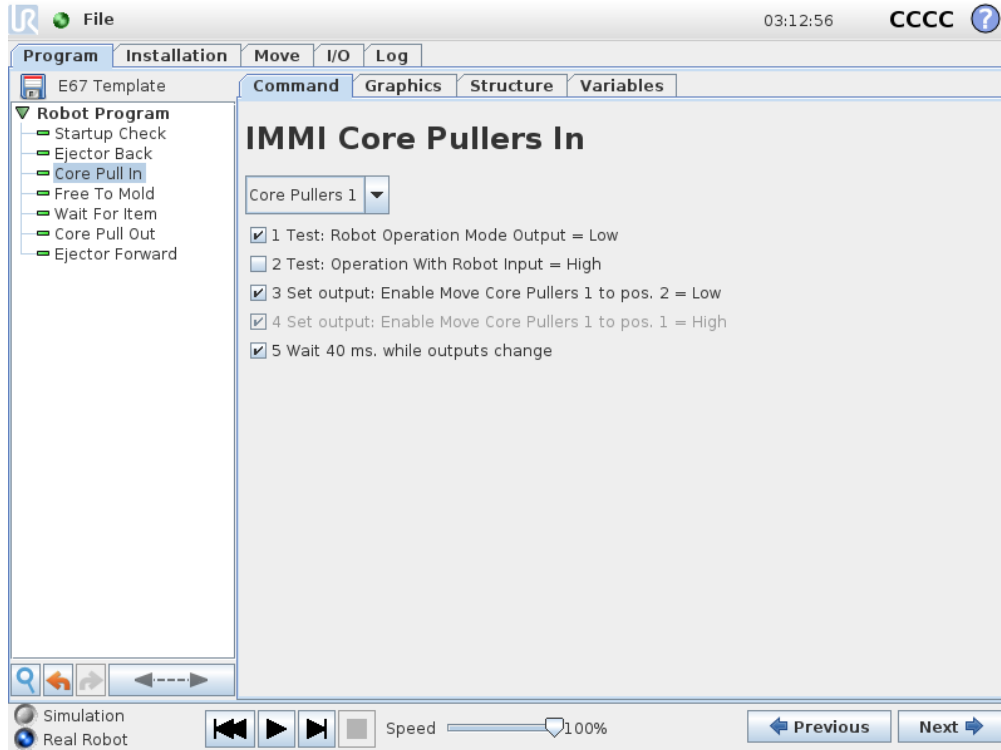 UR File 03:12:56 CCCC ?
Program Installation Move I/O Log
E67 Template Command Graphics Structure Variables
Robot Program
Startup Check
Ejector Back
Core Pull In
Free To Mold
Wait For Item
Core Pull Out
Ejector Forward
IMMI Core Pullers In
Core Pullers 1
1 Test: Robot Operation Mode Output = Low
2 Test: Operation With Robot Input = High
3 Set output: Enable Move Core Pullers 1 to pos. 2 = Low
4 Set output: Enable Move Core Pullers 1 to pos. 1 = High
5 Wait 40 ms. while outputs change
Simulation
Real Robot
Speed 100% Previous Next